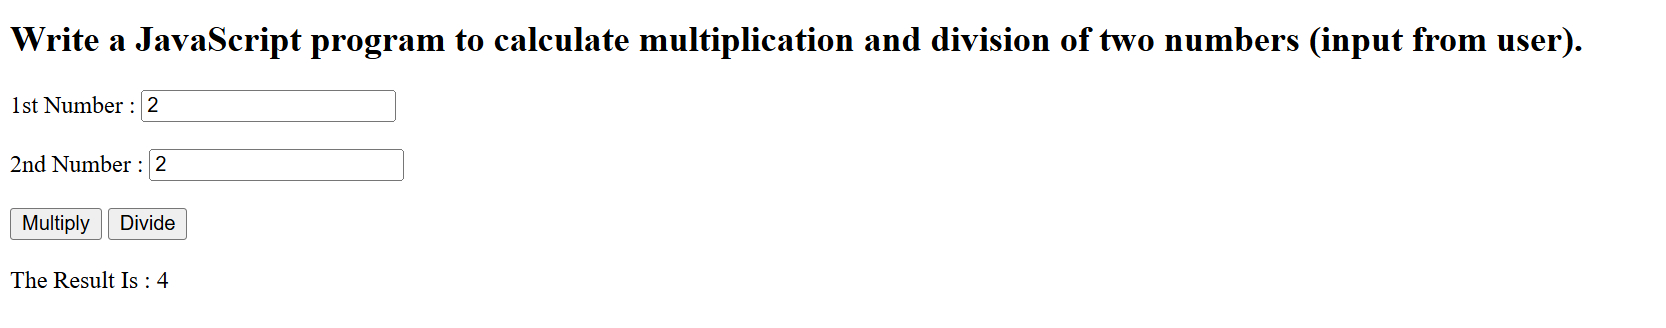 Write a JavaScript program to calculate multiplication and division of two numbers (input from user).
1st Number : 2
2nd Number : 2
Multiply Divide
The Result Is : 4